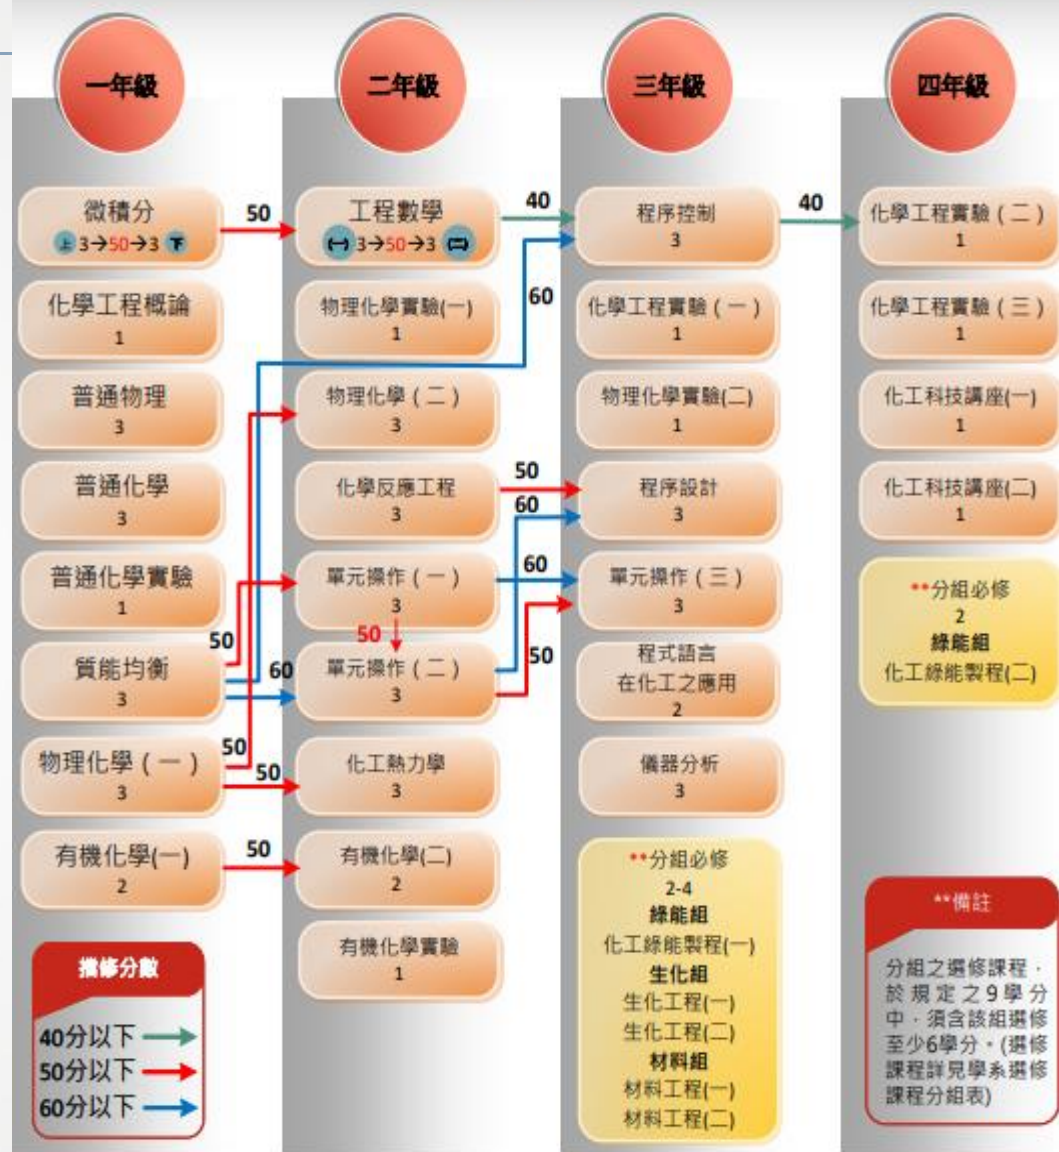 一年級
微積分
上 3→50→3 下
化學工程概論
1
普通物理
3
普通化學
3
普通化學實驗
1
質能均衡
3
物理化學（一）
3
有機化學(一)
2
擋修分數
40分以下
50分以下
60分以下
50
50
60
50
50
50
二年級
工程數學
(一) 3→50→3 (二)
物理化學實驗(一)
1
物理化學（二）
3
化學反應工程
3
單元操作（一）
3
50
單元操作（二）
3
化工熱力學
3
有機化學(二)
2
有機化學實驗
1
40
60
50
60
60
50
三年級
程序控制
3
化學工程實驗（一）
1
物理化學實驗(二)
1
程序設計
3
單元操作（三）
3
程式語言
在化工之應用
2
儀器分析
3
**分組必修
2-4
綠能組
化工綠能製程(一)
生化組
生化工程(一)
生化工程(二)
材料組
材料工程(一)
材料工程(二)
40
四年級
化學工程實驗（二）
1
化學工程實驗（三）
1
化工科技講座(一)
1
化工科技講座(二)
1
**分組必修
2
綠能組
化工綠能製程(二)
**備註
分組之選修課程，
於規定之9學分
中，須含該組選修
至少6學分。(選修
課程詳見學系選修
課程分組表)